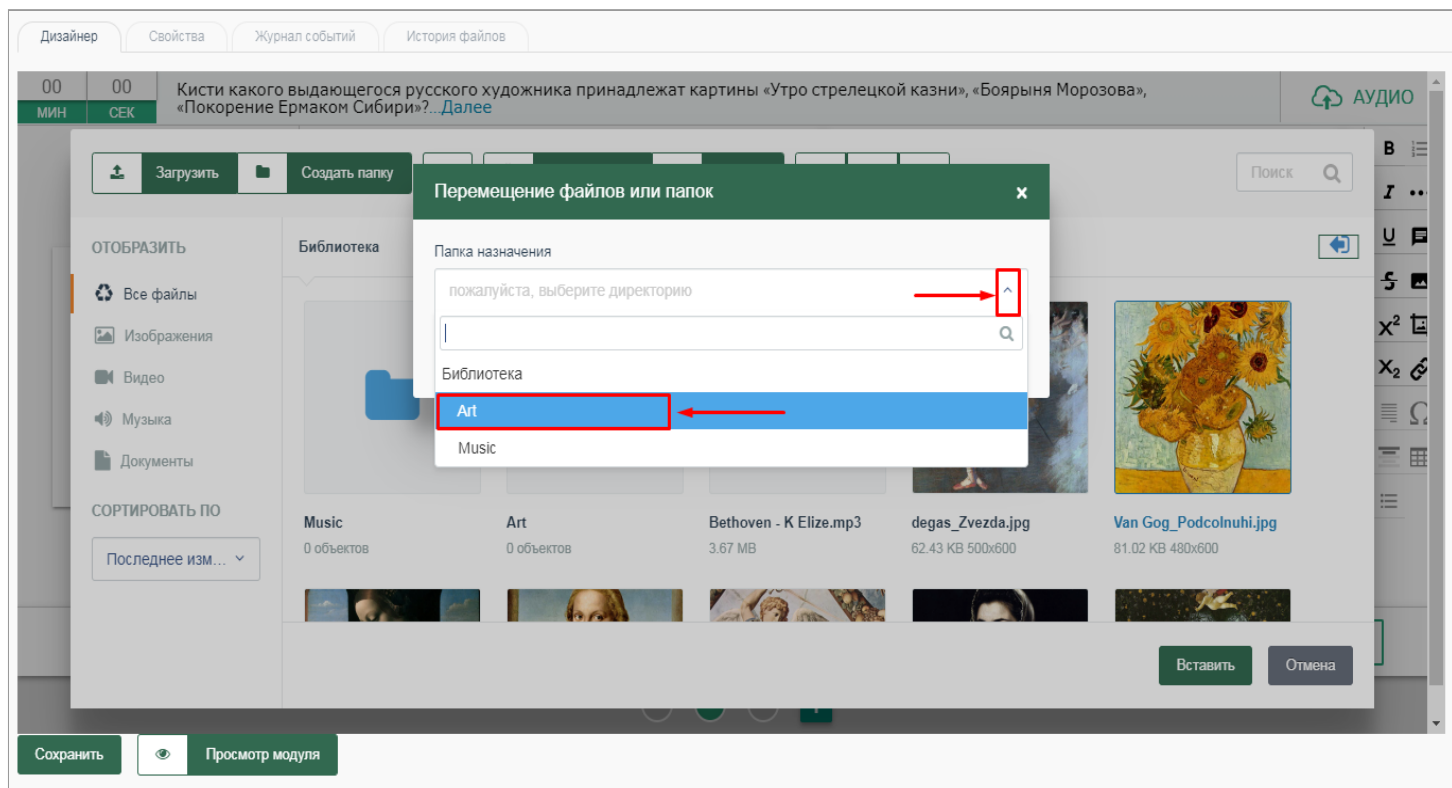 Дизайнер
Свойства
Журнал событий
История файлов
00
МИН
00
СЕК
Кисти какого выдающегося русского художника принадлежат картины «Утро стрелецкой казни», «Боярыня Морозова»,
«Покорение Ермаком Сибири»?...Далее
АУДИО
Загрузить
Создать папку
Поиск
Перемещение файлов или папок
x
ОТОБРАЗИТЬ
Все файлы
Изображения
Видео
Музыка
Документы
СОРТИРОВАТЬ ПО
Последнее изм...
Библиотека
Папка назначения
пожалуйста, выберите директорию
Библиотека
Art
Music
Music
0 объектов
Art
0 объектов
Bethoven - K Elize.mp3
3.67 MB
degas_Zvezda.jpg
62.43 KB 500x600
Van Gog_Podcolnuhi.jpg
81.02 KB 480x600
B
I
U
S
X²
X₂
Ω
Вставить
Отмена
Сохранить
Просмотр модуля